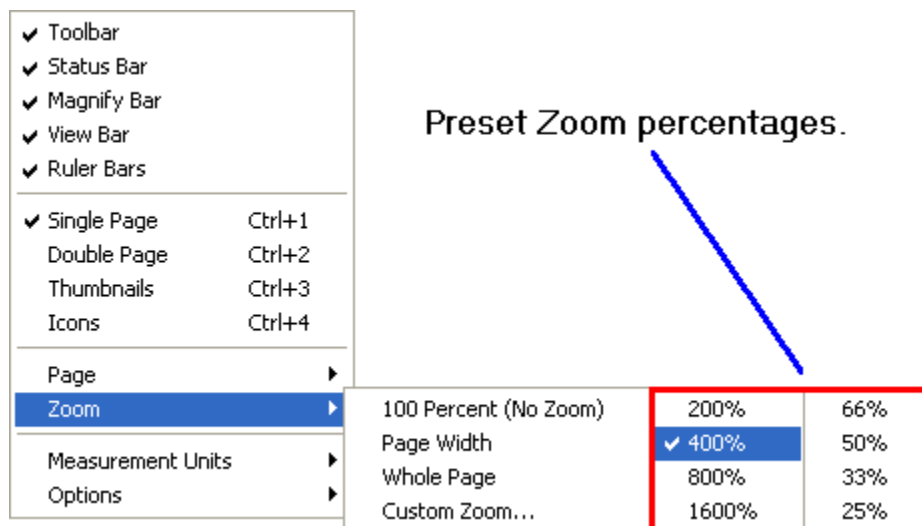 Toolbar
Status Bar
Magnify Bar
View Bar
Ruler Bars
Single Page Ctrl+1
Double Page Ctrl+2
Thumbnails Ctrl+3
Icons Ctrl+4
Page
Zoom
Measurement Units
Options
Preset Zoom percentages.
100 Percent (No Zoom) 200% 66%
Page Width 400% 50%
Whole Page 800% 33%
Custom Zoom... 1600% 25%